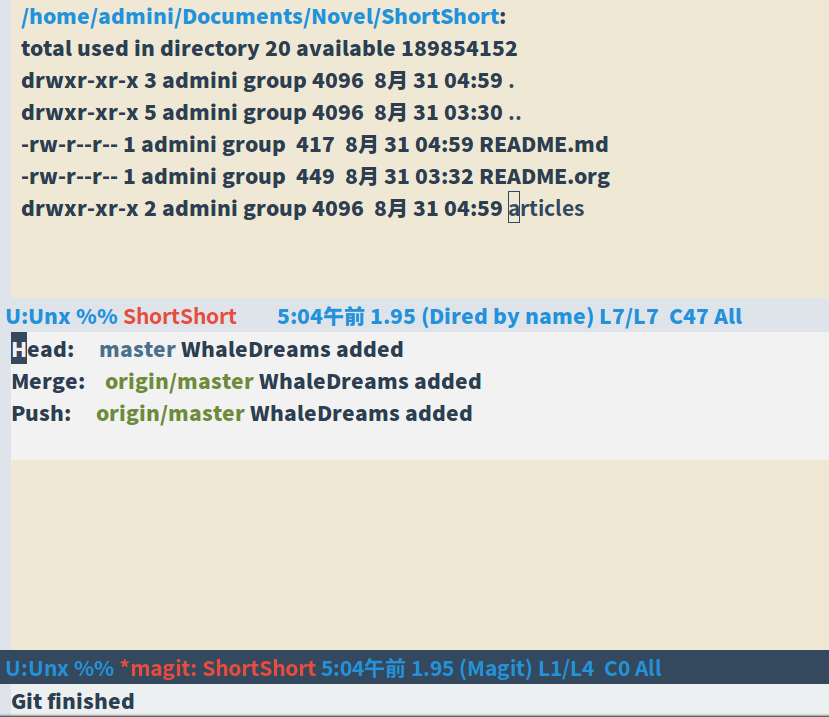 /home/admini/Documents/Novel/ShortShort:
total used in directory 20 available 189854152
drwxr-xr-x 3 admini group 4096  8月 31 04:59 .
drwxr-xr-x 5 admini group 4096  8月 31 03:30 ..
-rw-r--r-- 1 admini group  417  8月 31 04:59 README.md
-rw-r--r-- 1 admini group  449  8月 31 03:32 README.org
drwxr-xr-x 2 admini group 4096  8月 31 04:59 articles
U:Unx %% ShortShort 5:04午前 1.95 (Dired by name) L7/L7 C47 All
Head: master WhaleDreams added
Merge: origin/master WhaleDreams added
Push: origin/master WhaleDreams added
U:Unx %% *magit: ShortShort 5:04午前 1.95 (Magit) L1/L4 C0 All
Git finished